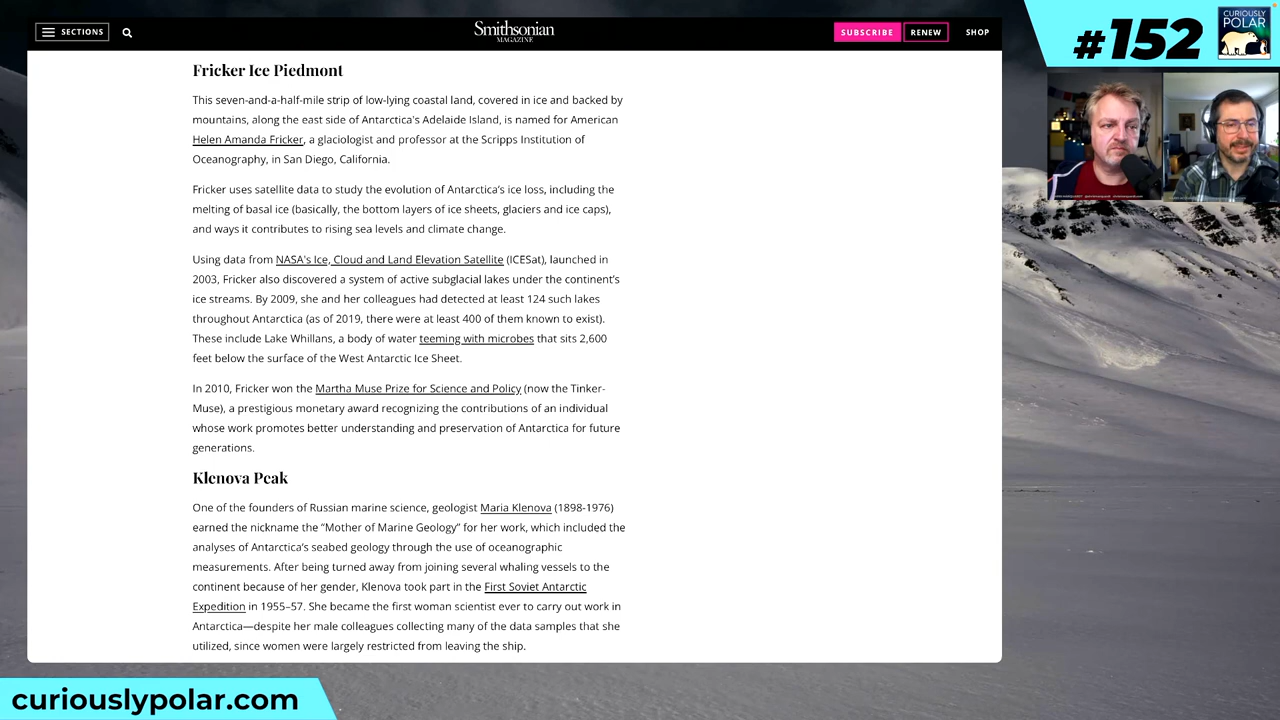 SECTIONS
Smithsonian
MAGAZINE
SUBSCRIBE
RENEW
SHOP
#152
CURIOUSLY
POLAR
Fricker Ice Piedmont
This seven-and-a-half-mile strip of low-lying coastal land, covered in ice and backed by
mountains, along the east side of Antarctica's Adelaide Island, is named for American
Helen Amanda Fricker, a glaciologist and professor at the Scripps Institution of
Oceanography, in San Diego, California.
Fricker uses satellite data to study the evolution of Antarctica's ice loss, including the
melting of basal ice (basically, the bottom layers of ice sheets, glaciers and ice caps),
and ways it contributes to rising sea levels and climate change.
Using data from NASA's Ice, Cloud and Land Elevation Satellite (ICESat), launched in
2003, Fricker also discovered a system of active subglacial lakes under the continent's
ice streams. By 2009, she and her colleagues had detected at least 124 such lakes
throughout Antarctica (as of 2019, there were at least 400 of them known to exist).
These include Lake Whillans, a body of water teeming with microbes that sits 2,600
feet below the surface of the West Antarctic Ice Sheet.
In 2010, Fricker won the Martha Muse Prize for Science and Policy (now the Tinker-
Muse), a prestigious monetary award recognizing the contributions of an individual
whose work promotes better understanding and preservation of Antarctica for future
generations.
Klenova Peak
One of the founders of Russian marine science, geologist Maria Klenova (1898-1976)
earned the nickname the "Mother of Marine Geology" for her work, which included the
analyses of Antarctica's seabed geology through the use of oceanographic
measurements. After being turned away from joining several whaling vessels to the
continent because of her gender, Klenova took part in the First Soviet Antarctic
Expedition in 1955–57. She became the first woman scientist ever to carry out work in
Antarctica—despite her male colleagues collecting many of the data samples that she
utilized, since women were largely restricted from leaving the ship.
curiouslypolar.com